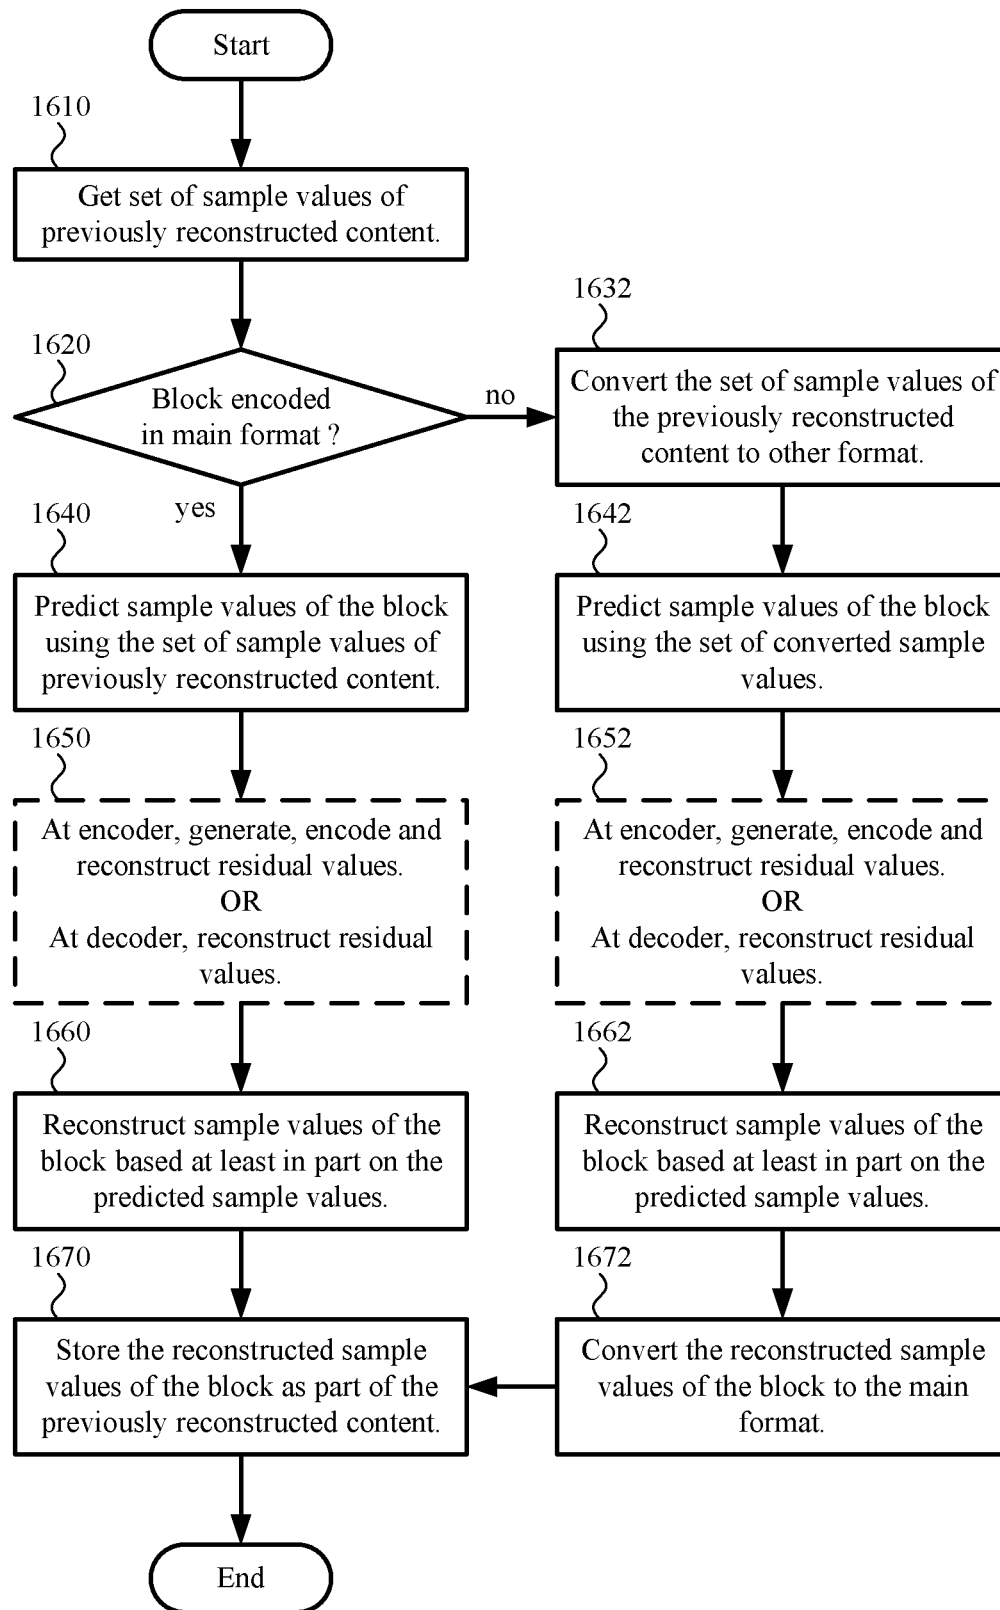 Start
1610
Get set of sample values of
previously reconstructed content.
1620
Block encoded
in main format ?
no
yes
1632
Convert the set of sample values of
the previously reconstructed
content to other format.
1640
Predict sample values of the block
using the set of sample values of
previously reconstructed content.
1642
Predict sample values of the block
using the set of converted sample
values.
1650
At encoder, generate, encode and
reconstruct residual values.
OR
At decoder, reconstruct residual
values.
1652
At encoder, generate, encode and
reconstruct residual values.
OR
At decoder, reconstruct residual
values.
1660
Reconstruct sample values of the
block based at least in part on the
predicted sample values.
1662
Reconstruct sample values of the
block based at least in part on the
predicted sample values.
1670
Store the reconstructed sample
values of the block as part of the
previously reconstructed content.
1672
Convert the reconstructed sample
values of the block to the main
format.
End